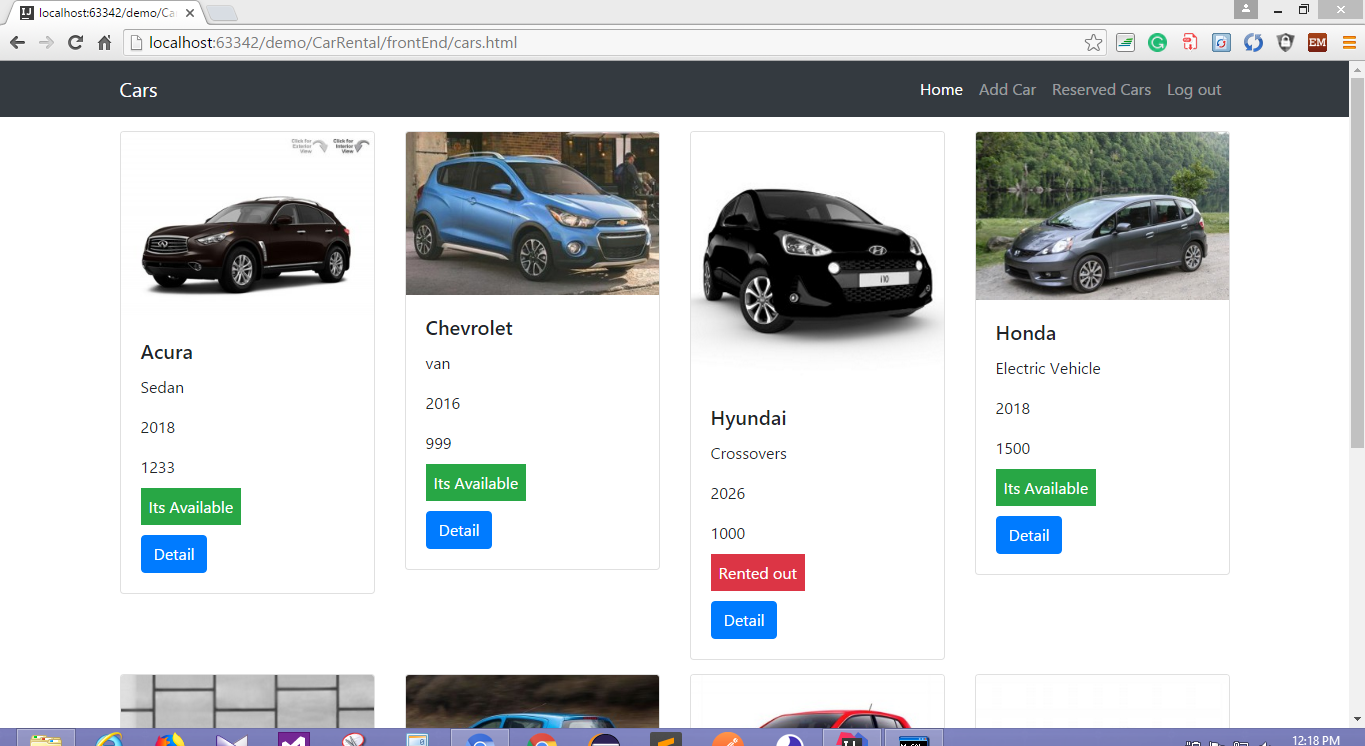 localhost:63342/demo/Ca
localhost:63342/demo/CarRental/frontEnd/cars.html
EM
Cars
Home Add Car Reserved Cars Log out
Click For Exterior View
Click For Interior View
Acura
Sedan
2018
1233
Its Available
Detail
Chevrolet
van
2016
999
Its Available
Detail
i10
Hyundai
Crossovers
2026
1000
Rented out
Detail
Honda
Electric Vehicle
2018
1500
Its Available
Detail
12:18 PM